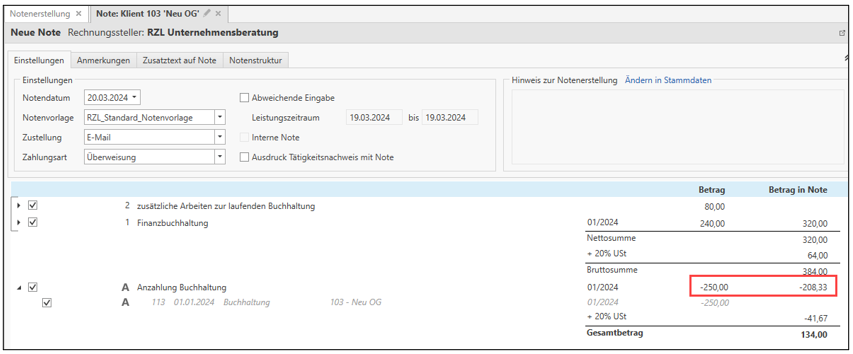 Notenerstellung × Note: Klient 103 'Neu OG' ×
Neue Note Rechnungssteller: RZL Unternehmensberatung
Einstellungen Anmerkungen Zusatztext auf Note Notenstruktur
Einstellungen Hinweis zur Notenerstellung Ändern in Stammdaten
Notendatum 20.03.2024 Abweichende Eingabe
Notenvorlage RZL_Standard_Notenvorlage Leistungszeitraum 19.03.2024 bis 19.03.2024
Zustellung E-Mail Interne Note
Zahlungsart Überweisung Ausdruck Tätigkeitsnachweis mit Note
Betrag Betrag in Note
2 zusätzliche Arbeiten zur laufenden Buchhaltung 80,00
1 Finanzbuchhaltung 01/2024 240,00 320,00
Nettosumme 320,00
+ 20% USt 64,00
Bruttosumme 384,00
A Anzahlung Buchhaltung 01/2024 -250,00 -208,33
A 113 01.01.2024 Buchhaltung 103 - Neu OG 01/2024 -250,00
+ 20% USt -41,67
Gesamtbetrag 134,00